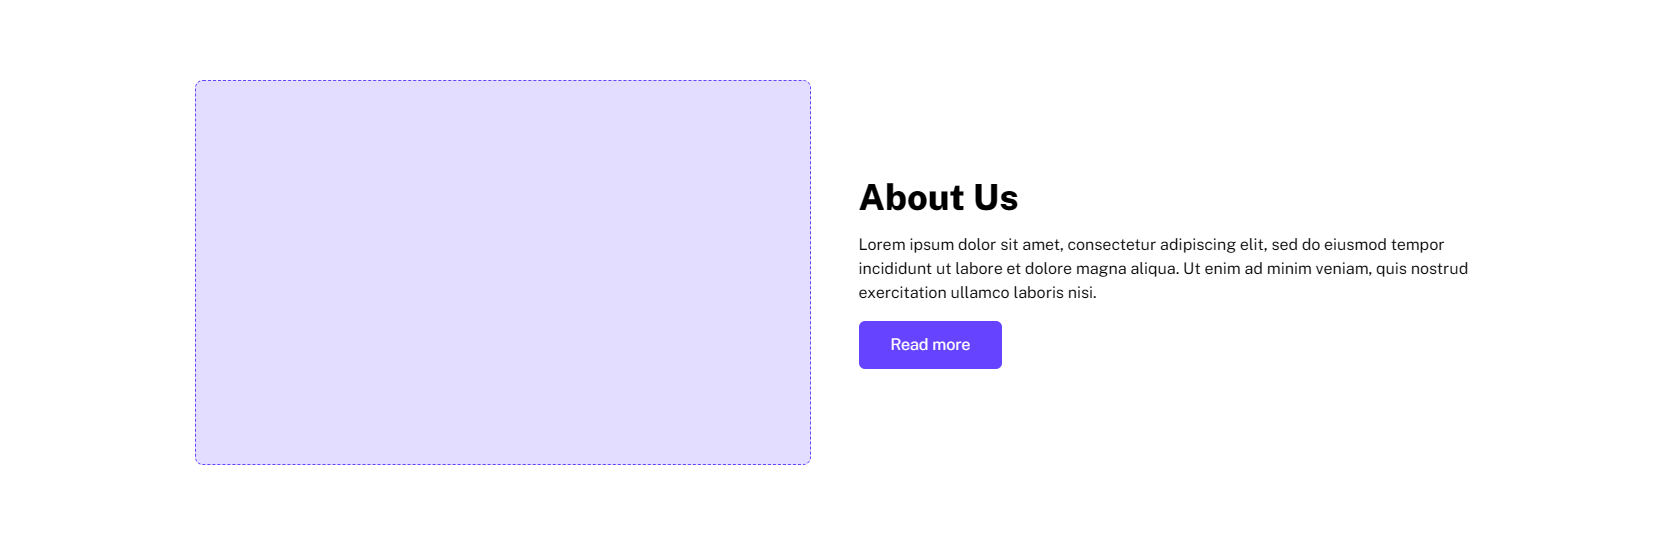 About Us
Lorem ipsum dolor sit amet, consectetur adipiscing elit, sed do eiusmod tempor
incididunt ut labore et dolore magna aliqua. Ut enim ad minim veniam, quis nostrud
exercitation ullamco laboris nisi.
Read more